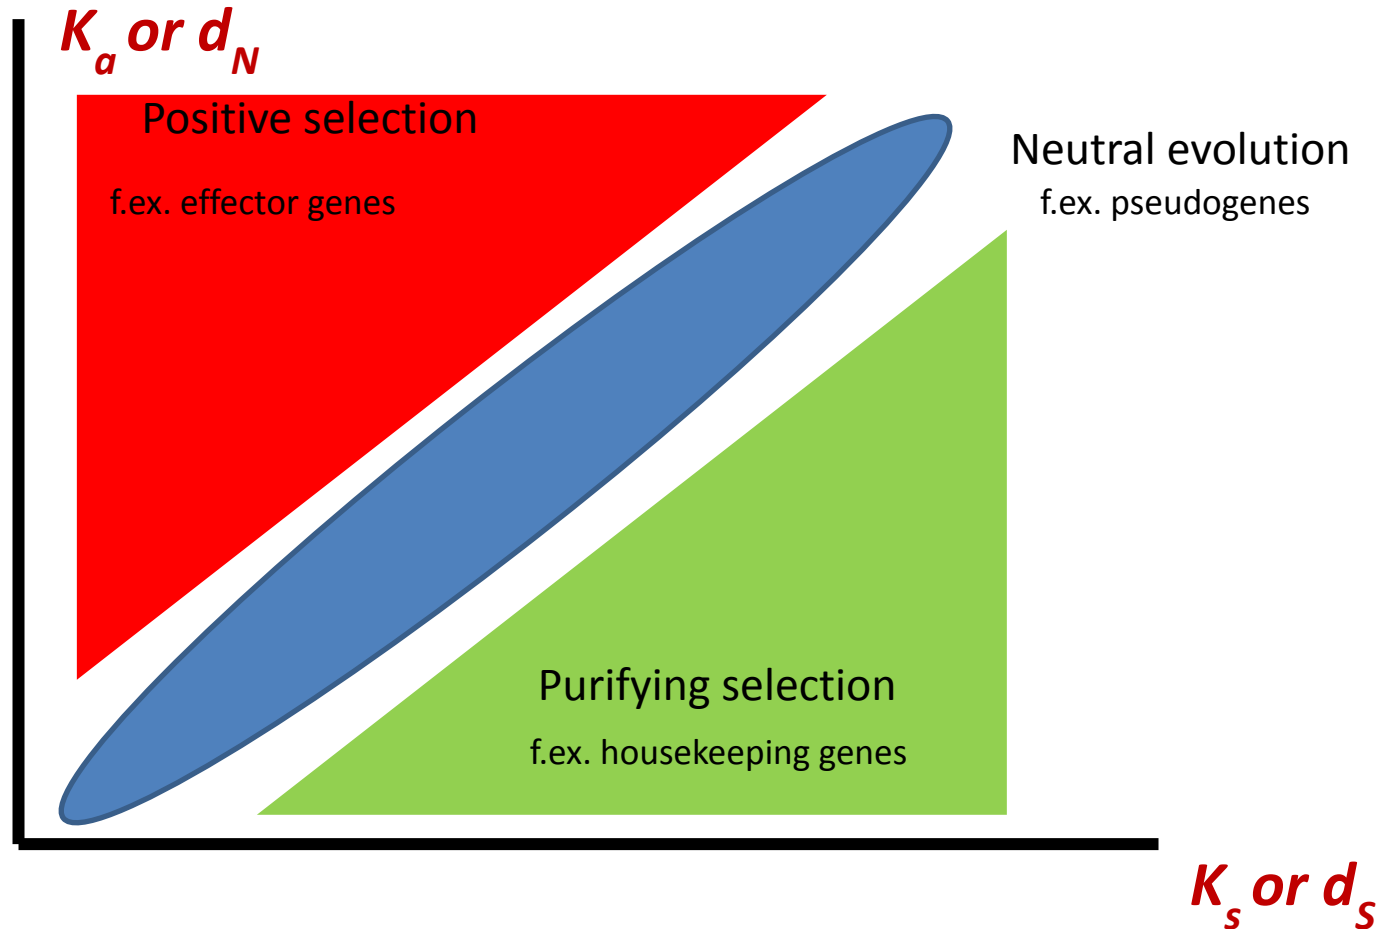 Ka or dN
Positive selection
f.ex. effector genes
Neutral evolution
f.ex. pseudogenes
Purifying selection
f.ex. housekeeping genes
Ks or dS